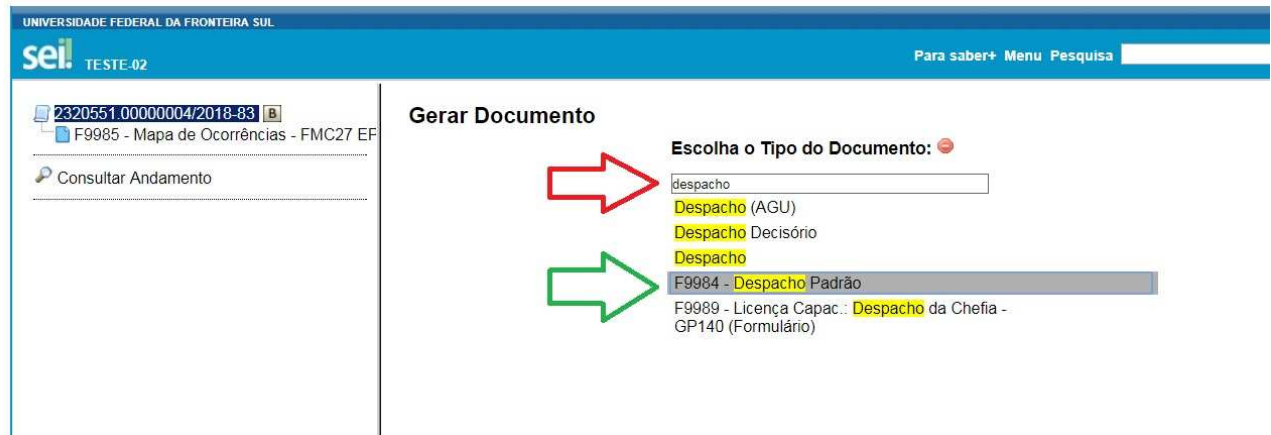 UNIVERSIDADE FEDERAL DA FRONTEIRA SUL
sei! TESTE-02
Para saber+ Menu Pesquisa
2320551.00000004/2018-83 B
F9985 - Mapa de Ocorrências - FMC27 EF
Consultar Andamento
Gerar Documento
Escolha o Tipo do Documento:
despacho
Despacho (AGU)
Despacho Decisório
Despacho
F9984 - Despacho Padrão
F9989 - Licença Capac.: Despacho da Chefia -
GP140 (Formulário)